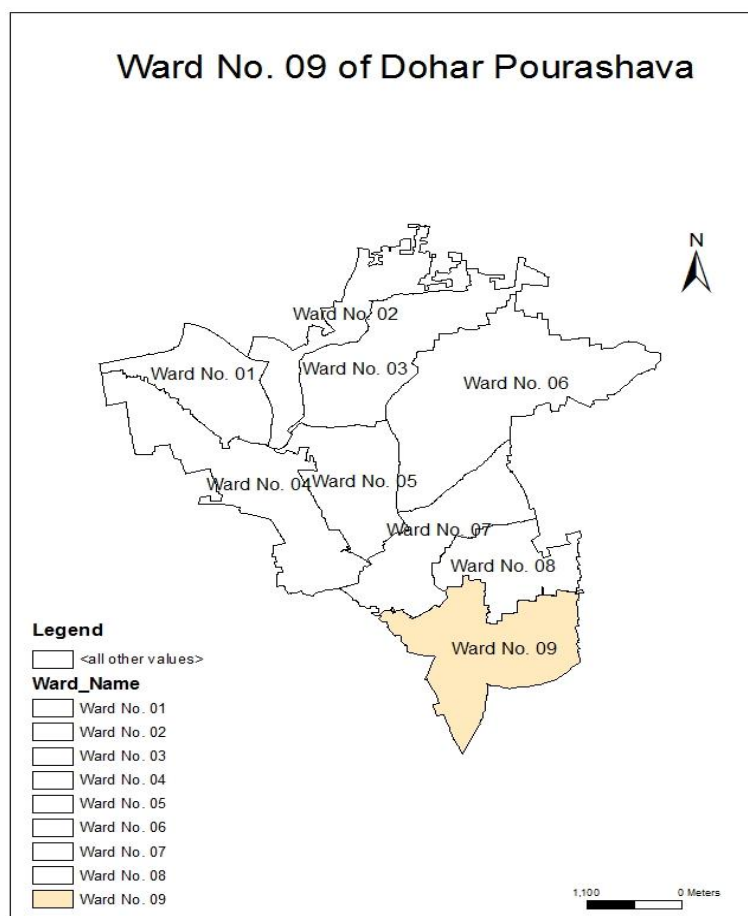 Ward No. 09 of Dohar Pourashava
N
Ward No. 02
Ward No. 01
Ward No. 03
Ward No. 06
Ward No. 04
Ward No. 05
Ward No. 07
Ward No. 08
Ward No. 09
Legend
<all other values>
Ward_Name
Ward No. 01
Ward No. 02
Ward No. 03
Ward No. 04
Ward No. 05
Ward No. 06
Ward No. 07
Ward No. 08
Ward No. 09
1,100 0 Meters